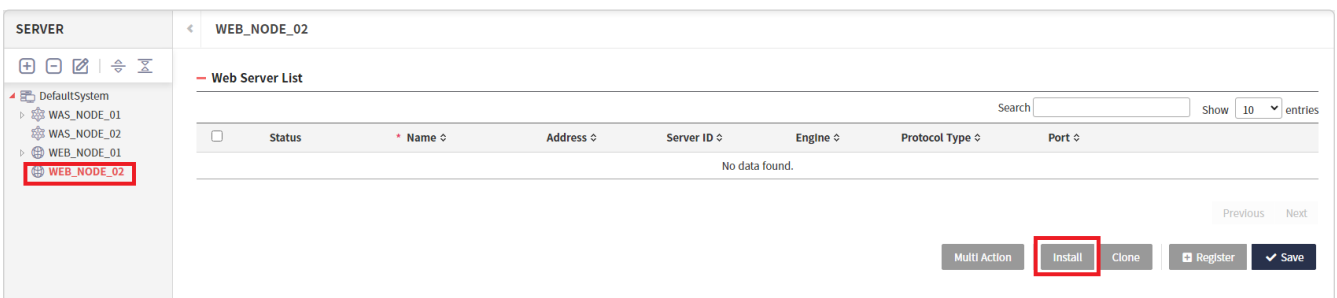 SERVER
WEB_NODE_02
DefaultSystem
WAS_NODE_01
WAS_NODE_02
WEB_NODE_01
WEB_NODE_02
Web Server List
Search Show 10 entries
Status * Name Address Server ID Engine Protocol Type Port
No data found.
Previous Next
Multi Action Install Clone Register Save